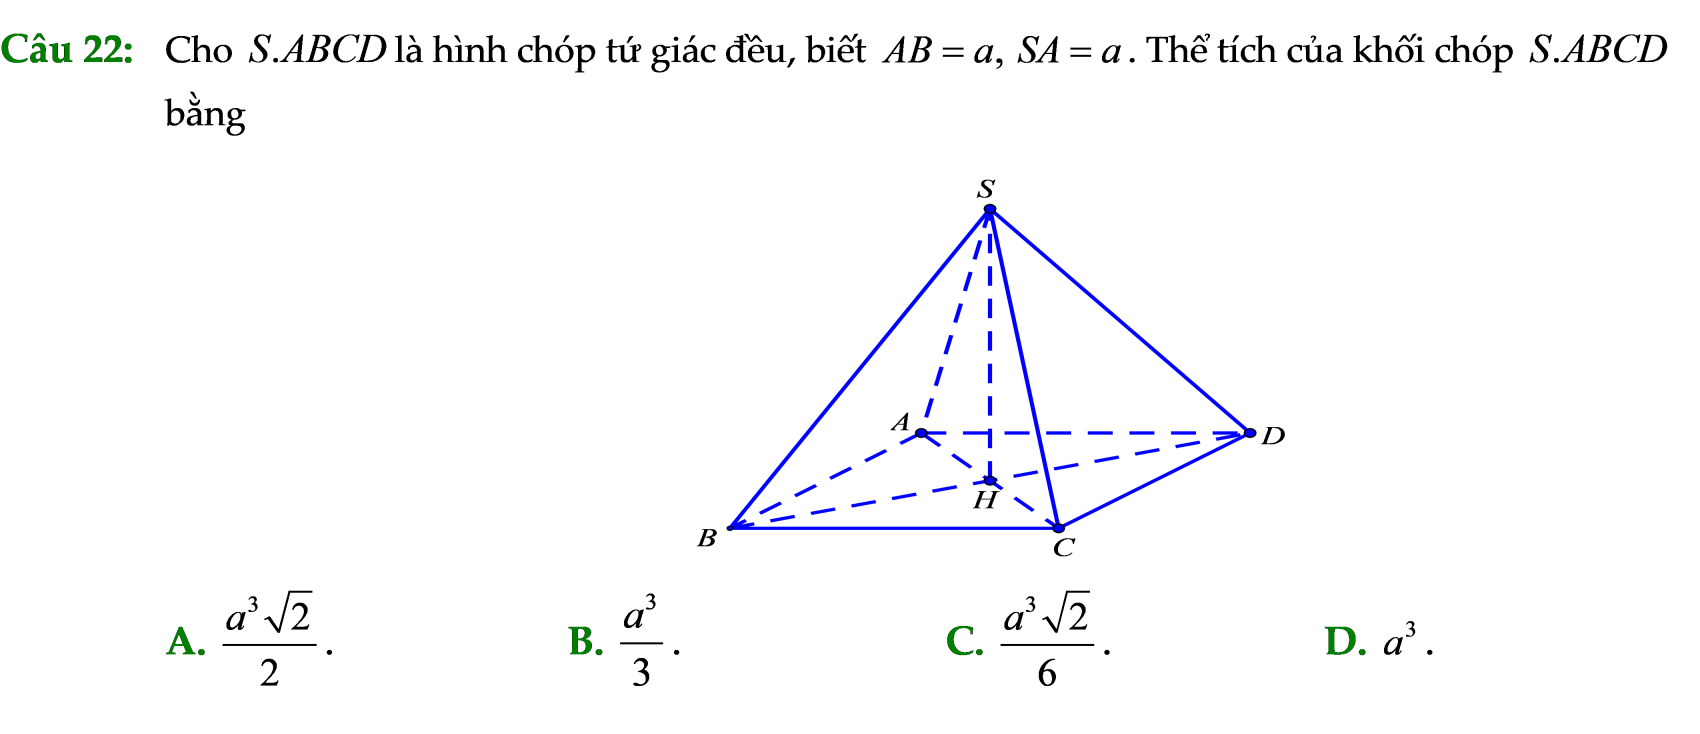 Câu 22: Cho S.ABCD là hình chóp tứ giác đều, biết AB = a, SA = a. Thể tích của khối chóp S.ABCD
bằng
S
A
D
H
B
C
A. \frac{a^3\sqrt{2}}{2}. B. \frac{a^3}{3}. C. \frac{a^3\sqrt{2}}{6}. D. a^3.